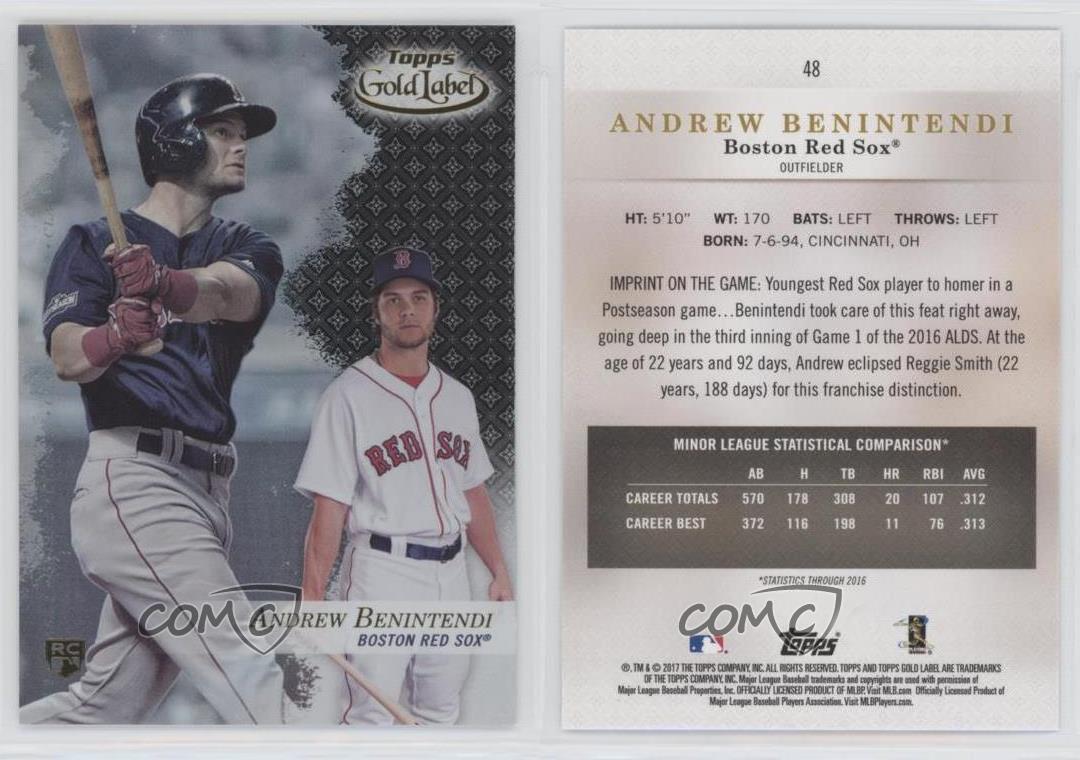 Topps
Gold Label
RED SOX
B
ANDREW BENINTENDI
BOSTON RED SOX®
RC
COMC
48
ANDREW BENINTENDI
Boston Red Sox®
OUTFIELDER
HT: 5'10" WT: 170 BATS: LEFT THROWS: LEFT
BORN: 7-6-94, CINCINNATI, OH
IMPRINT ON THE GAME: Youngest Red Sox player to homer in a
Postseason game…Benintendi took care of this feat right away,
going deep in the third inning of Game 1 of the 2016 ALDS. At the
age of 22 years and 92 days, Andrew eclipsed Reggie Smith (22
years, 188 days) for this franchise distinction.
MINOR LEAGUE STATISTICAL COMPARISON*
AB H TB HR RBI AVG
CAREER TOTALS 570 178 308 20 107 .312
CAREER BEST 372 116 198 11 76 .313
*STATISTICS THROUGH 2016
COMC
Topps
®, TM & © 2017 THE TOPPS COMPANY, INC. ALL RIGHTS RESERVED. TOPPS AND TOPPS GOLD LABEL ARE TRADEMARKS
OF THE TOPPS COMPANY, INC. Major League Baseball trademarks and copyrights are used with permission of
Major League Baseball Properties, Inc. OFFICIALLY LICENSED PRODUCT OF MLBP. Visit MLB.com Officially Licensed Product of
Major League Baseball Players Association. Visit MLBPlayers.com.